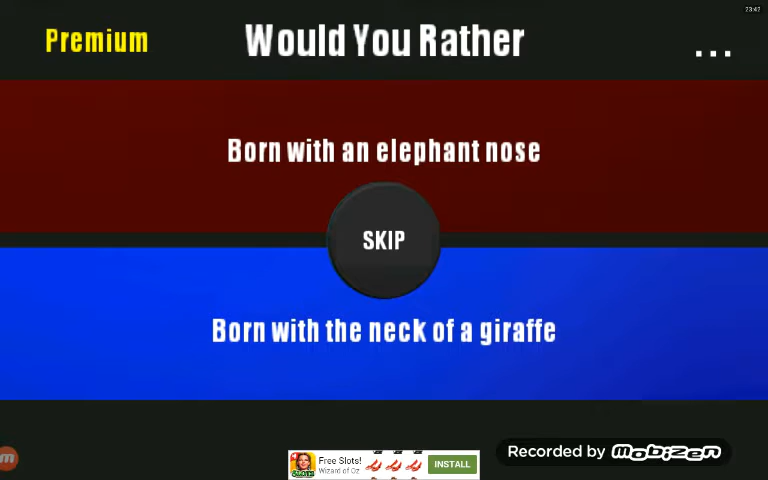 23:42
Premium
Would You Rather
...
Born with an elephant nose
SKIP
Born with the neck of a giraffe
Free Slots!
Wizard of Oz
INSTALL
Recorded by mobizen